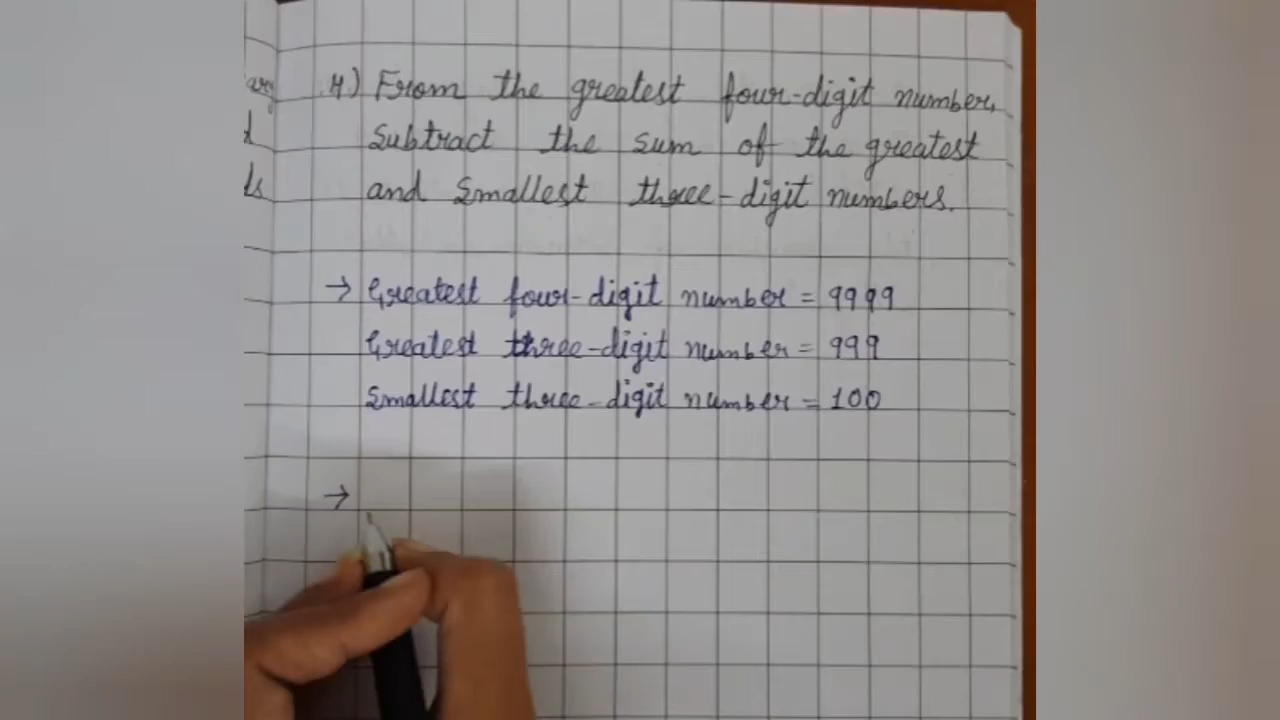 4.) From the greatest four-digit number,
Subtract the sum of the greatest
and Smallest three-digit numbers.
→ Greatest four-digit number = 9999
Greatest three-digit number = 999
Smallest three-digit number = 100
→